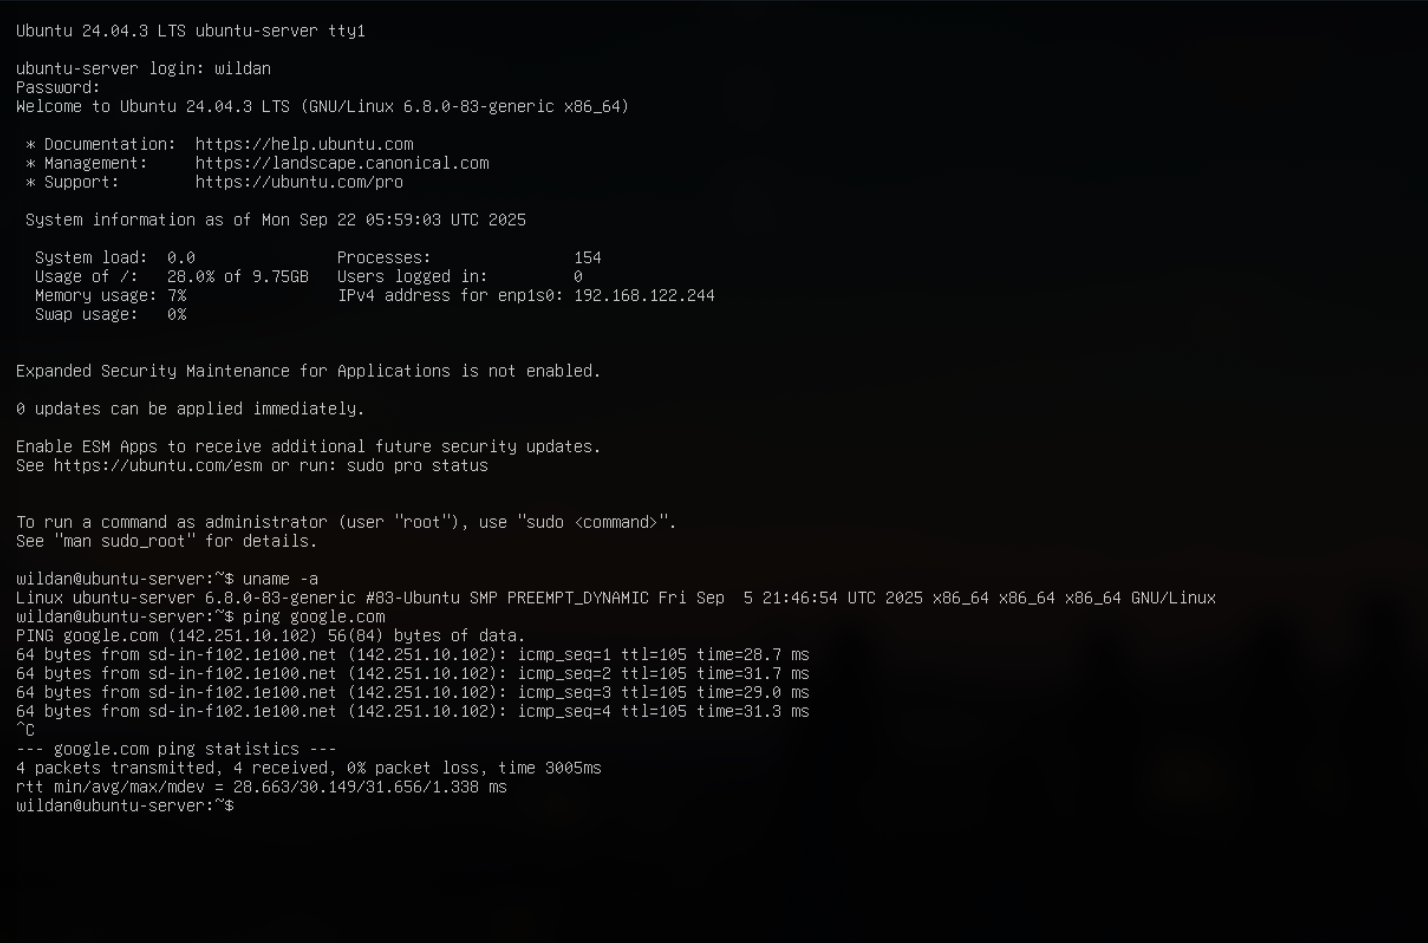 Ubuntu 24.04.3 LTS ubuntu-server tty1
ubuntu-server login: wildan
Password:
Welcome to Ubuntu 24.04.3 LTS (GNU/Linux 6.8.0-83-generic x86_64)
* Documentation:  https://help.ubuntu.com
* Management:     https://landscape.canonical.com
* Support:        https://ubuntu.com/pro
System information as of Mon Sep 22 05:59:03 UTC 2025
System load:  0.0               Processes:               154
Usage of /:   28.0% of 9.75GB   Users logged in:         0
Memory usage: 7%                IPv4 address for enp1s0: 192.168.122.244
Swap usage:   0%
Expanded Security Maintenance for Applications is not enabled.
0 updates can be applied immediately.
Enable ESM Apps to receive additional future security updates.
See https://ubuntu.com/esm or run: sudo pro status
To run a command as administrator (user "root"), use "sudo <command>".
See "man sudo_root" for details.
wildan@ubuntu-server:~$ uname -a
Linux ubuntu-server 6.8.0-83-generic #83-Ubuntu SMP PREEMPT_DYNAMIC Fri Sep  5 21:46:54 UTC 2025 x86_64 x86_64 x86_64 GNU/Linux
wildan@ubuntu-server:~$ ping google.com
PING google.com (142.251.10.102) 56(84) bytes of data.
64 bytes from sd-in-f102.1e100.net (142.251.10.102): icmp_seq=1 ttl=105 time=28.7 ms
64 bytes from sd-in-f102.1e100.net (142.251.10.102): icmp_seq=2 ttl=105 time=31.7 ms
64 bytes from sd-in-f102.1e100.net (142.251.10.102): icmp_seq=3 ttl=105 time=29.0 ms
64 bytes from sd-in-f102.1e100.net (142.251.10.102): icmp_seq=4 ttl=105 time=31.3 ms
^C
--- google.com ping statistics ---
4 packets transmitted, 4 received, 0% packet loss, time 3005ms
rtt min/avg/max/mdev = 28.663/30.149/31.656/1.338 ms
wildan@ubuntu-server:~$